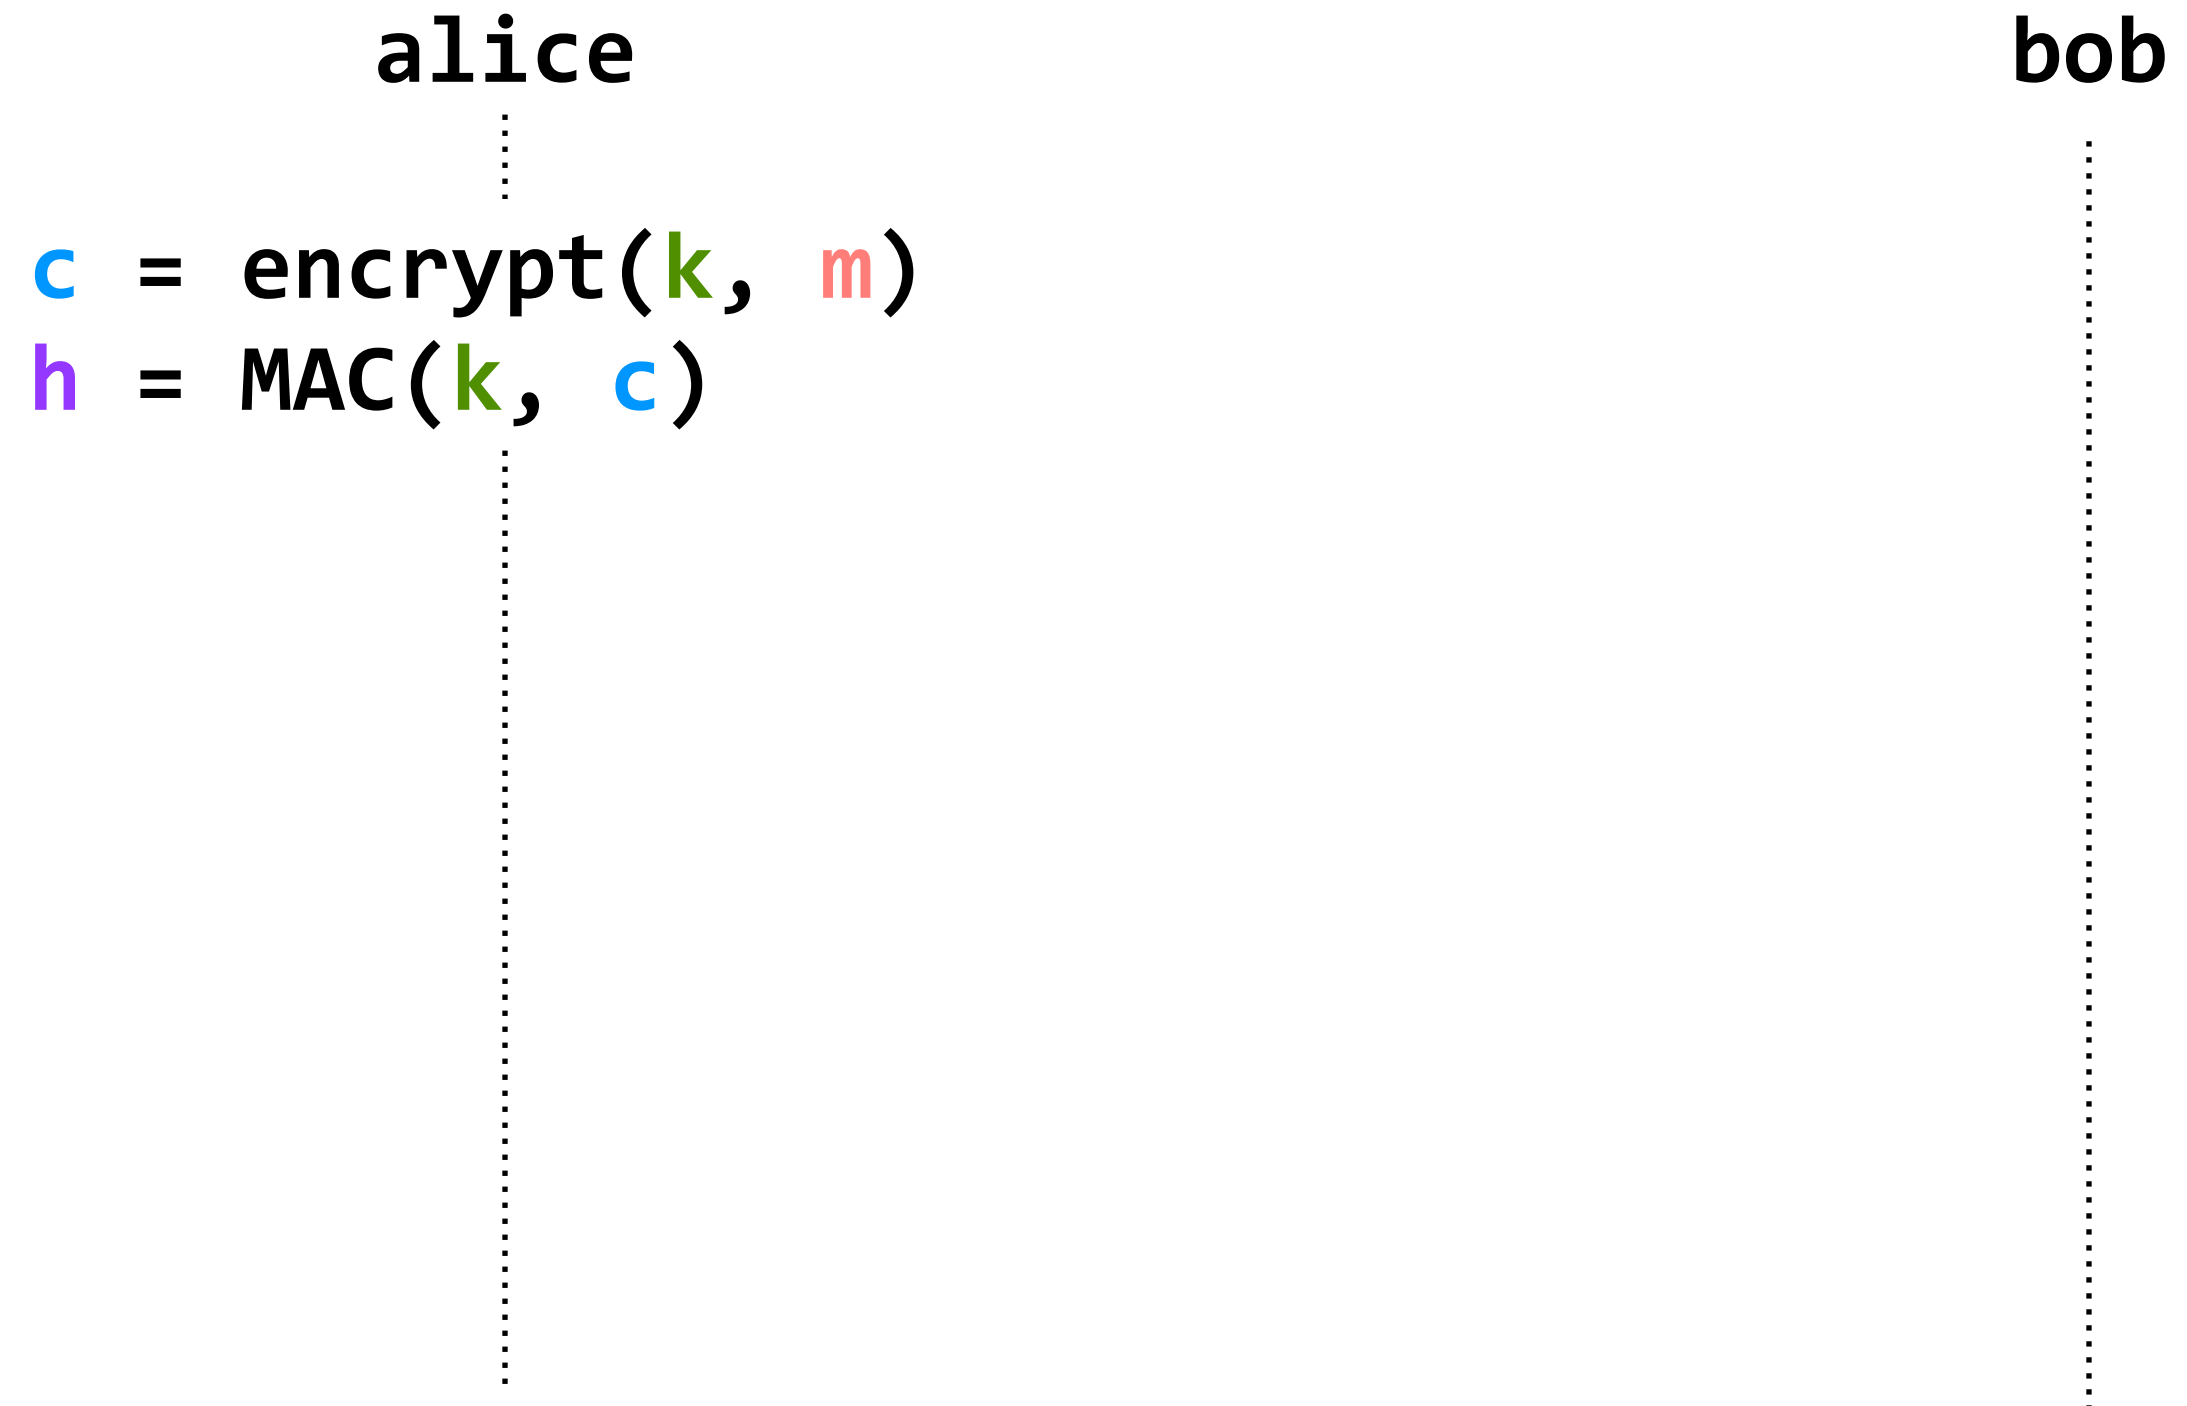 alice
bob
c = encrypt(k, m)
h = MAC(k, c)